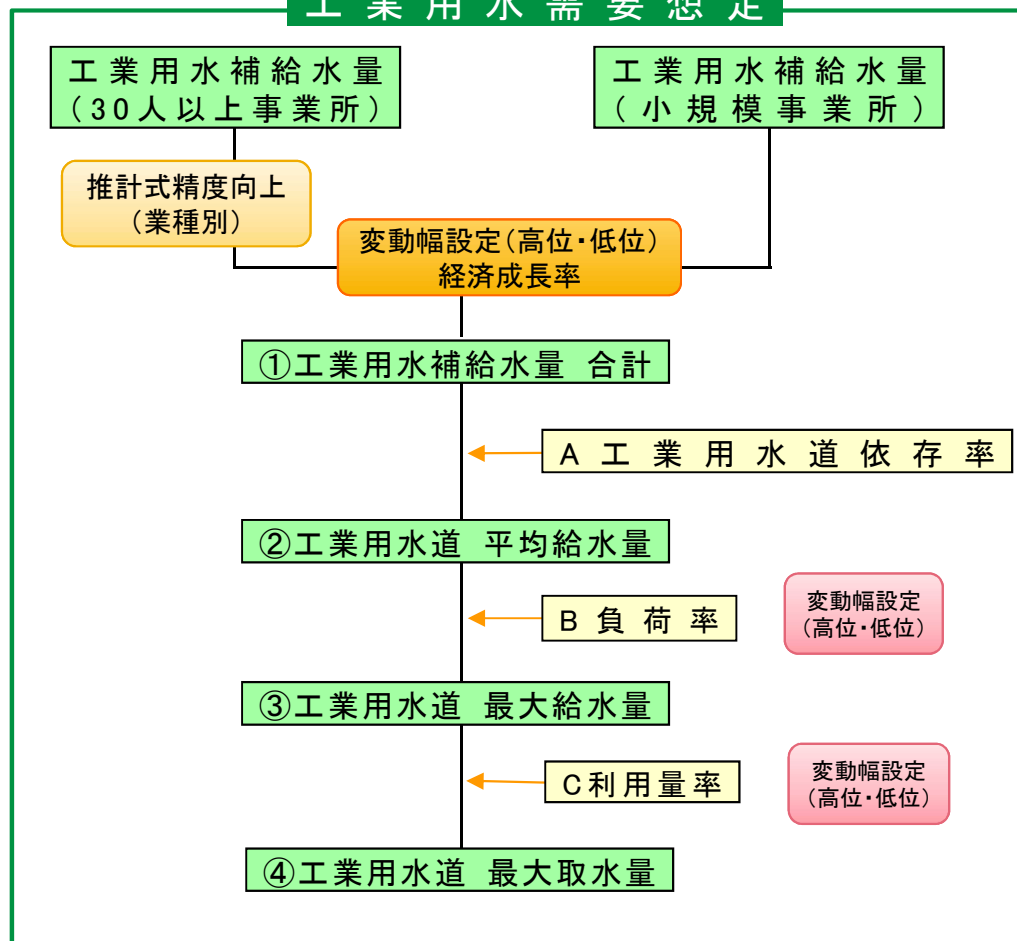 工業用水需要想定
工業用水補給水量
(30人以上事業所)
工業用水補給水量
(小規模事業所)
推計式精度向上
(業種別)
変動幅設定(高位・低位)
経済成長率
①工業用水補給水量 合計
A工業用水道依存率
②工業用水道 平均給水量
B負荷率
変動幅設定
(高位・低位)
③工業用水道 最大給水量
C利用量率
変動幅設定
(高位・低位)
④工業用水道 最大取水量